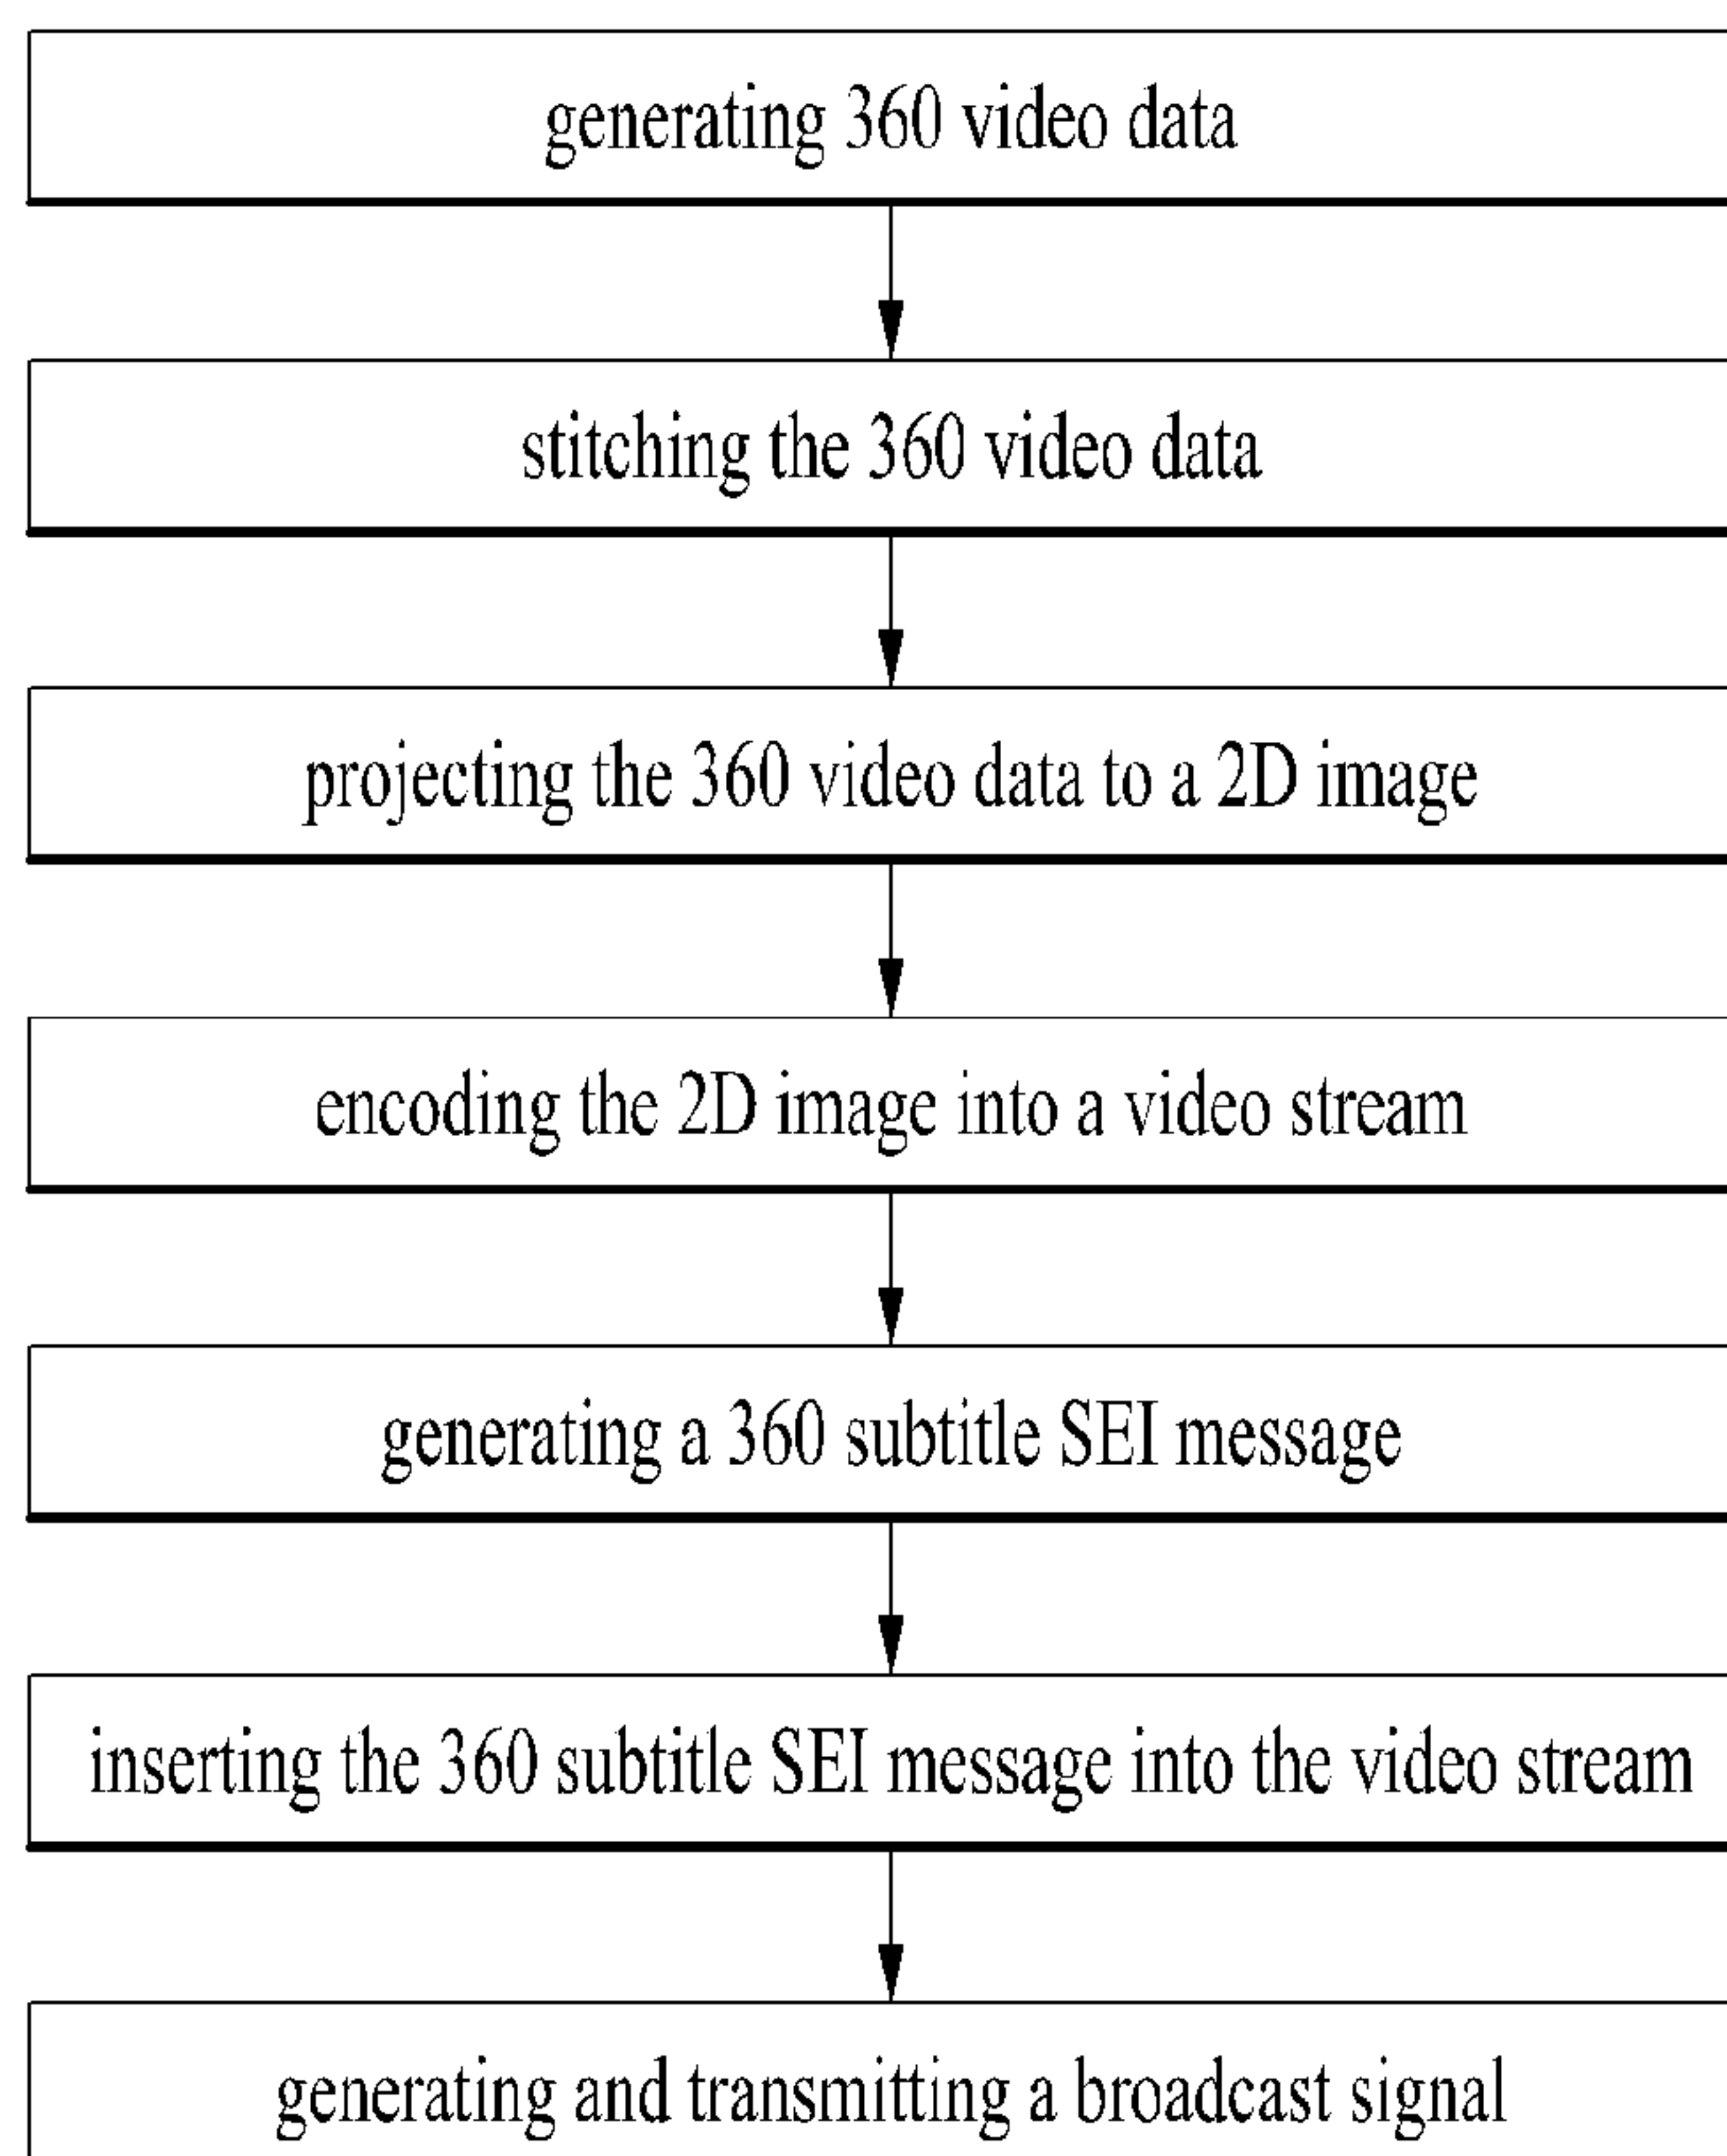 generating 360 video data
stitching the 360 video data
projecting the 360 video data to a 2D image
encoding the 2D image into a video stream
generating a 360 subtitle SEI message
inserting the 360 subtitle SEI message into the video stream
generating and transmitting a broadcast signal